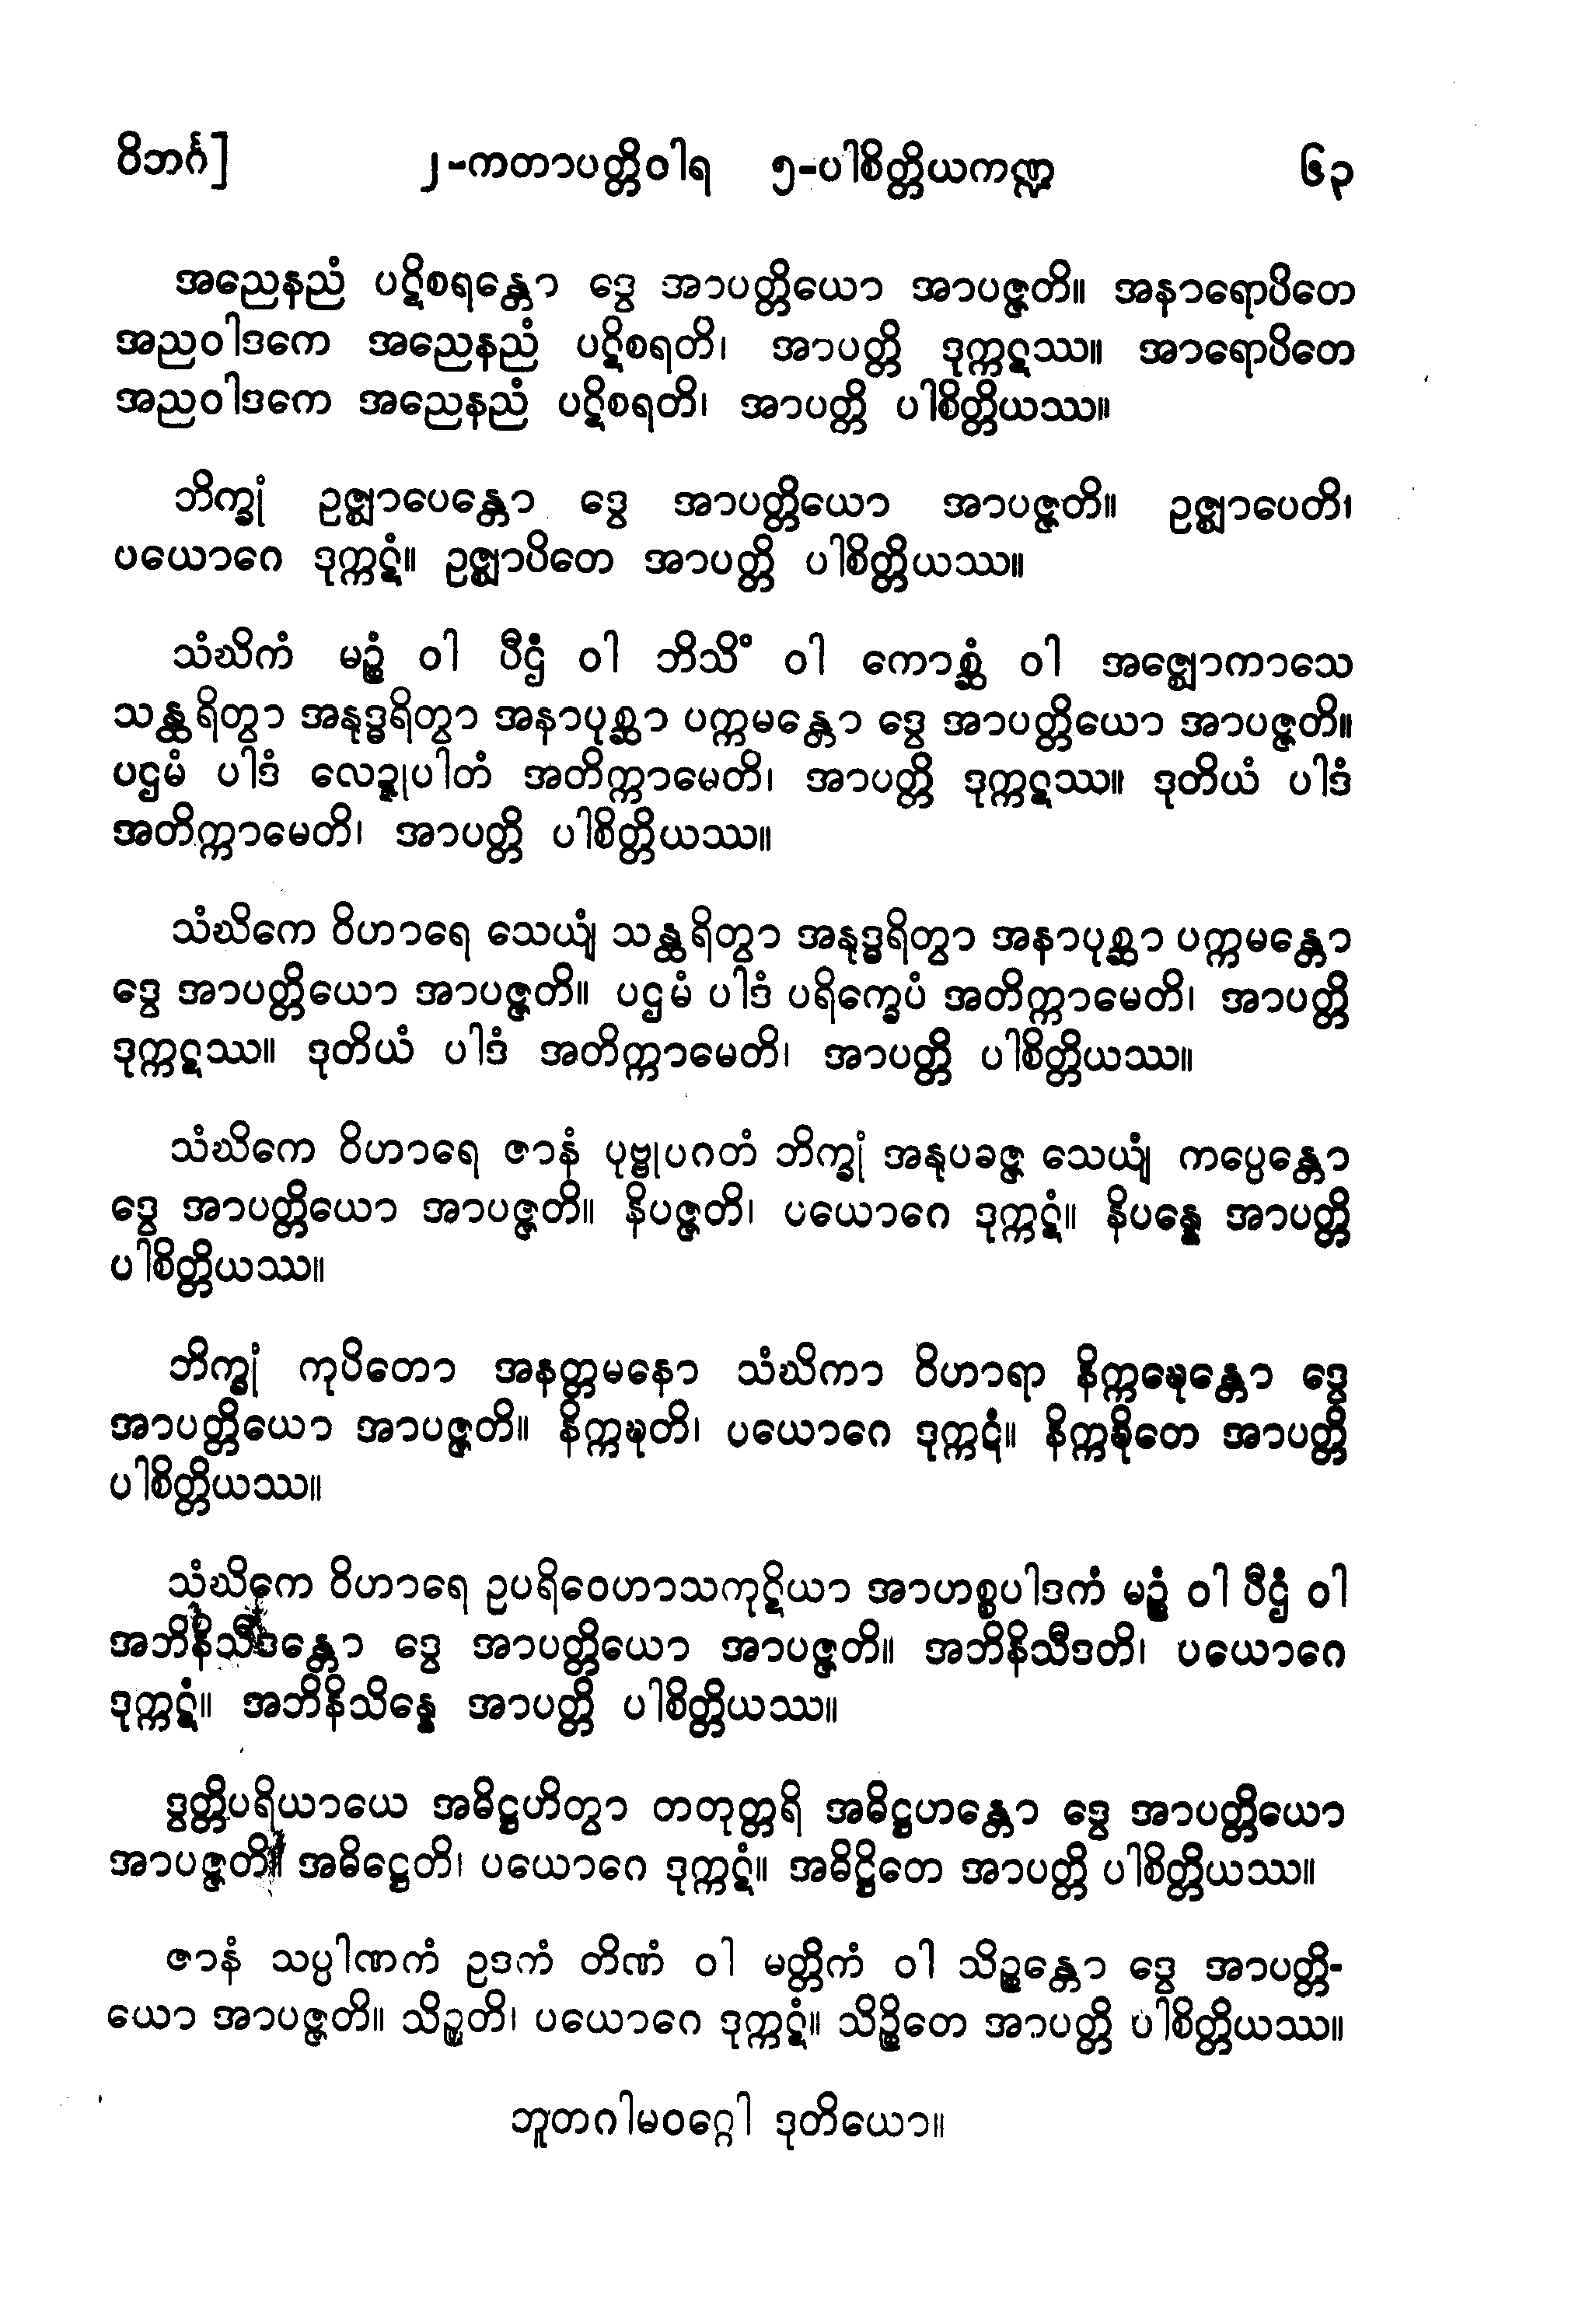 ဝိဘင်္ဂ] ၂-ကတာပတ္တိဝါရ ၅-ပါစိတ္တိယကဏ္ဍ ၆၃
အညေနညံ ပဋိစရန္တော ဒွေ အာပတ္တိယော အာပဇ္ဇတိ။ အနာရောပိတေ
အညဝါဒကေ အညေနညံ ပဋိစရတိ၊ အာပတ္တိ ဒုက္ကဋဿ။ အာရောပိတေ
အညဝါဒကေ အညေနညံ ပဋိစရတိ၊ အာပတ္တိ ပါစိတ္တိယဿ။
ဘိက္ခုံ ဥဇ္ဈာပေန္တော ဒွေ အာပတ္တိယော အာပဇ္ဇတိ။ ဥဇ္ဈာပေတိ၊
ပယောဂေ ဒုက္ကဋံ။ ဥဇ္ဈာပိတေ အာပတ္တိ ပါစိတ္တိယဿ။
သံဃိကံ မဉ္စံ ဝါ ပီဌံ ဝါ ဘိသိံ ဝါ ကောစ္ဆံ ဝါ အဇ္ဈောကာသေ
သန္ထရိတွာ အနုဒ္ဓရိတွာ အနာပုစ္ဆာ ပက္ကမန္တော ဒွေ အာပတ္တိယော အာပဇ္ဇတိ။
ပဌမံ ပါဒံ လေဍ္ဍုပါတံ အတိက္ကာမေတိ၊ အာပတ္တိ ဒုက္ကဋဿ။ ဒုတိယံ ပါဒံ
အတိက္ကာမေတိ၊ အာပတ္တိ ပါစိတ္တိယဿ။
သံဃိကေ ဝိဟာရေ သေယျံ သန္ထရိတွာ အနုဒ္ဓရိတွာ အနာပုစ္ဆာ ပက္ကမန္တော
ဒွေ အာပတ္တိယော အာပဇ္ဇတိ။ ပဌမံ ပါဒံ ပရိက္ခေပံ အတိက္ကာမေတိ၊ အာပတ္တိ
ဒုက္ကဋဿ။ ဒုတိယံ ပါဒံ အတိက္ကာမေတိ၊ အာပတ္တိ ပါစိတ္တိယဿ။
သံဃိကေ ဝိဟာရေ ဇာနံ ပုဗ္ဗုပဂတံ ဘိက္ခုံ အနုပခဇ္ဇ သေယျံ ကပ္ပေန္တော
ဒွေ အာပတ္တိယော အာပဇ္ဇတိ။ နိပဇ္ဇတိ၊ ပယောဂေ ဒုက္ကဋံ။ နိပန္နေ အာပတ္တိ
ပါစိတ္တိယဿ။
ဘိက္ခုံ ကုပိတော အနတ္တမနော သံဃိကာ ဝိဟာရာ နိက္ကဍ္ဎေန္တော ဒွေ
အာပတ္တိယော အာပဇ္ဇတိ။ နိက္ကဍ္ဎတိ၊ ပယောဂေ ဒုက္ကဋံ။ နိက္ကဍ္ဎိတေ အာပတ္တိ
ပါစိတ္တိယဿ။
သံဃိကေ ဝိဟာရေ ဥပရိဝေဟာသကုဋိယာ အာဟစ္စပါဒကံ မဉ္စံ ဝါ ပီဌံ ဝါ
အဘိနိသီဒန္တော ဒွေ အာပတ္တိယော အာပဇ္ဇတိ။ အဘိနိသီဒတိ၊ ပယောဂေ
ဒုက္ကဋံ။ အဘိနိသိန္နေ အာပတ္တိ ပါစိတ္တိယဿ။
ဒွတ္တိပရိယာယေ အဓိဋ္ဌဟိတွာ တတုတ္တရိ အဓိဋ္ဌဟန္တော ဒွေ အာပတ္တိယော
အာပဇ္ဇတိ။ အဓိဋ္ဌေတိ၊ ပယောဂေ ဒုက္ကဋံ။ အဓိဋ္ဌိတေ အာပတ္တိ ပါစိတ္တိယဿ။
ဇာနံ သပ္ပါဏကံ ဥဒကံ တိဏံ ဝါ မတ္တိကံ ဝါ သိဉ္စန္တော ဒွေ အာပတ္တိ-
ယော အာပဇ္ဇတိ။ သိဉ္စတိ၊ ပယောဂေ ဒုက္ကဋံ။ သိဉ္စိတေ အာပတ္တိ ပါစိတ္တိယဿ။
ဘူတဂါမဝဂ္ဂေါ ဒုတိယော။